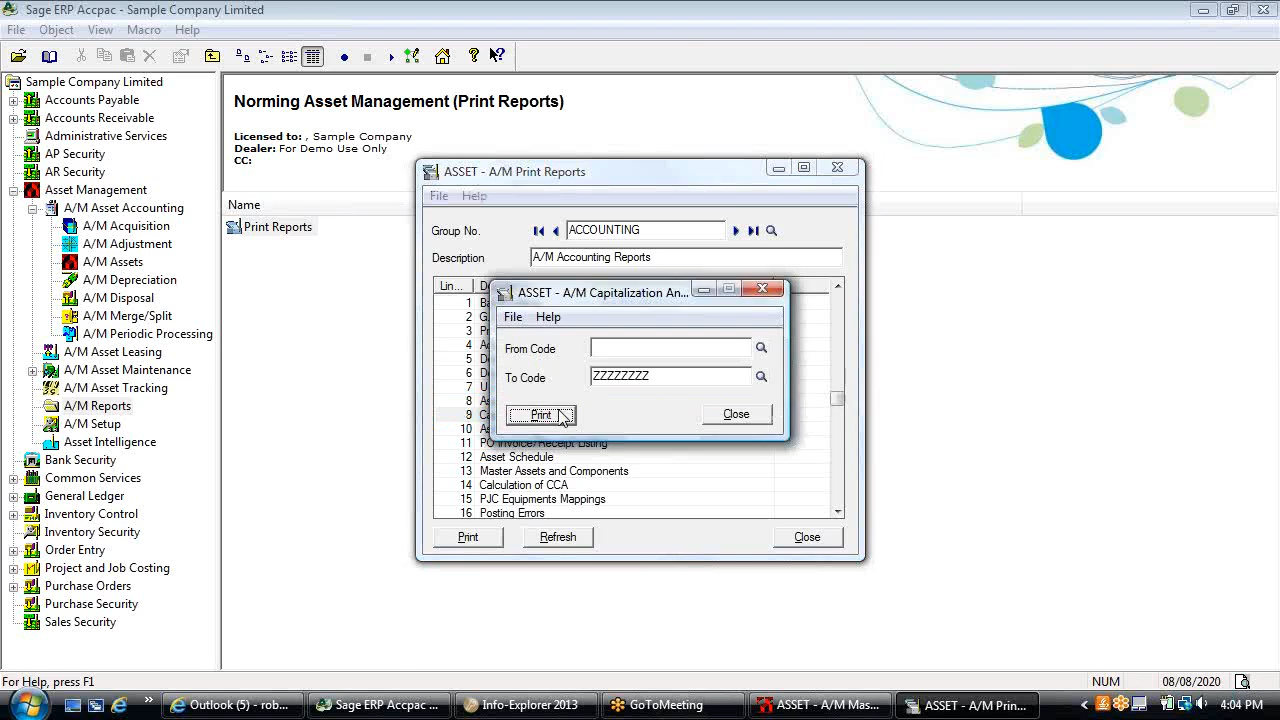 Sage ERP Accpac - Sample Company Limited
File Object View Macro Help
Sample Company Limited
Accounts Payable
Accounts Receivable
Administrative Services
AP Security
AR Security
Asset Management
A/M Asset Accounting
A/M Acquisition
A/M Adjustment
A/M Assets
A/M Depreciation
A/M Disposal
A/M Merge/Split
A/M Periodic Processing
A/M Asset Leasing
A/M Asset Maintenance
A/M Asset Tracking
A/M Reports
A/M Setup
Asset Intelligence
Bank Security
Common Services
General Ledger
Inventory Control
Inventory Security
Order Entry
Project and Job Costing
Purchase Orders
Purchase Security
Sales Security
Norming Asset Management (Print Reports)
Licensed to: , Sample Company
Dealer: For Demo Use Only
CC:
Name
Print Reports
ASSET - A/M Print Reports
File Help
Group No. ACCOUNTING
Description A/M Accounting Reports
Lin...
1
2
3
4
5
6
7
8
9
10
11 PO Invoice/Receipt Listing
12 Asset Schedule
13 Master Assets and Components
14 Calculation of CCA
15 PJC Equipments Mappings
16 Posting Errors
Print Refresh Close
ASSET - A/M Capitalization An...
File Help
From Code
To Code ZZZZZZZZ
Print Close
For Help, press F1
NUM 08/08/2020
Outlook (5) - rob...
Sage ERP Accpac ...
Info-Explorer 2013
GoToMeeting
ASSET - A/M Mas...
ASSET - A/M Prin...
4:04 PM